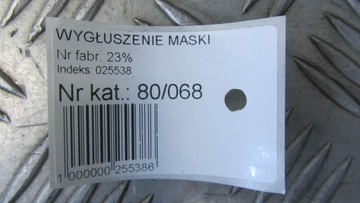 WYGŁUSZENIE MASKI
Nr fabr. 23%
Indeks: 025538
Nr kat.: 80/068
1 000000 255386